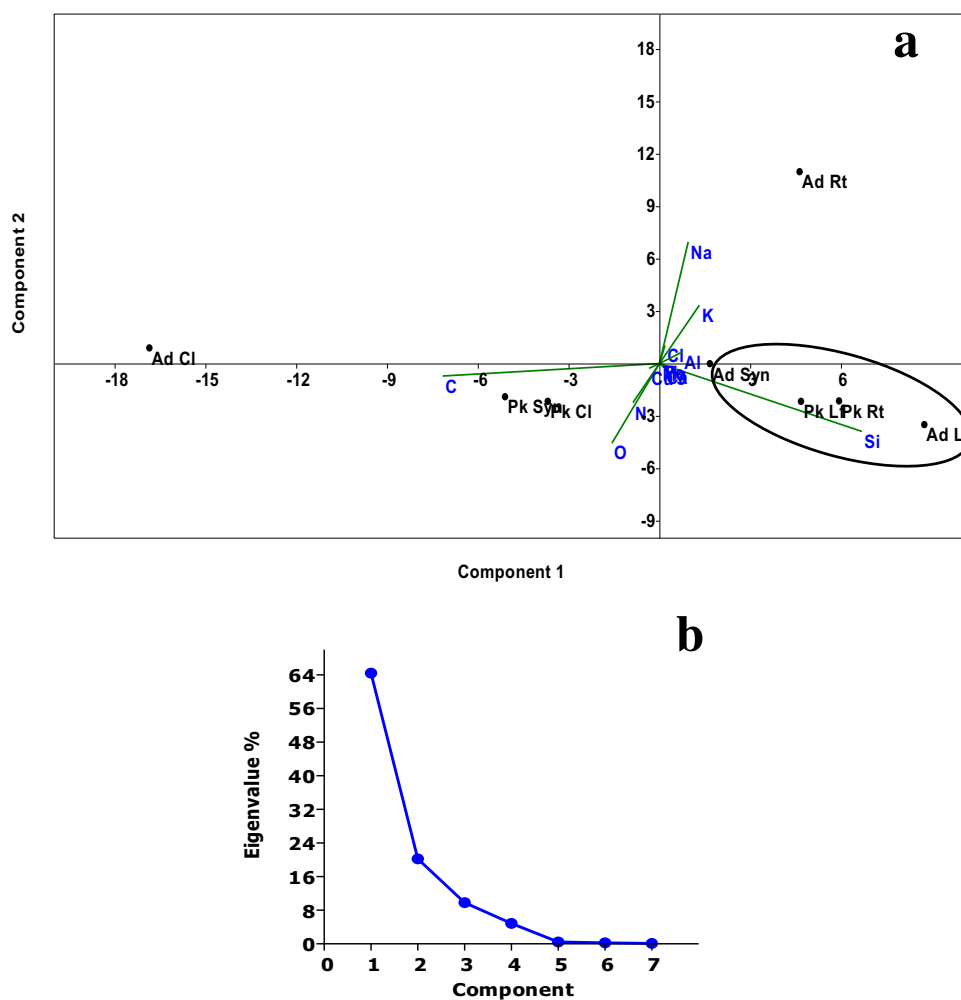 a
18
15
12
9
6
3
-3
-6
-9
-18
-15
-12
-9
-6
-3
3
6
Component 2
Ad Rt
Na
K
Cl
Al
Ad Cl
C
Pk Syn
Pk Cl
N
O
Ad Syn
Pk Lf
Pk Rt
Ad L
Si
Component 1
b
64
56
48
40
32
24
16
8
0
Eigenvalue %
0 1 2 3 4 5 6 7
Component